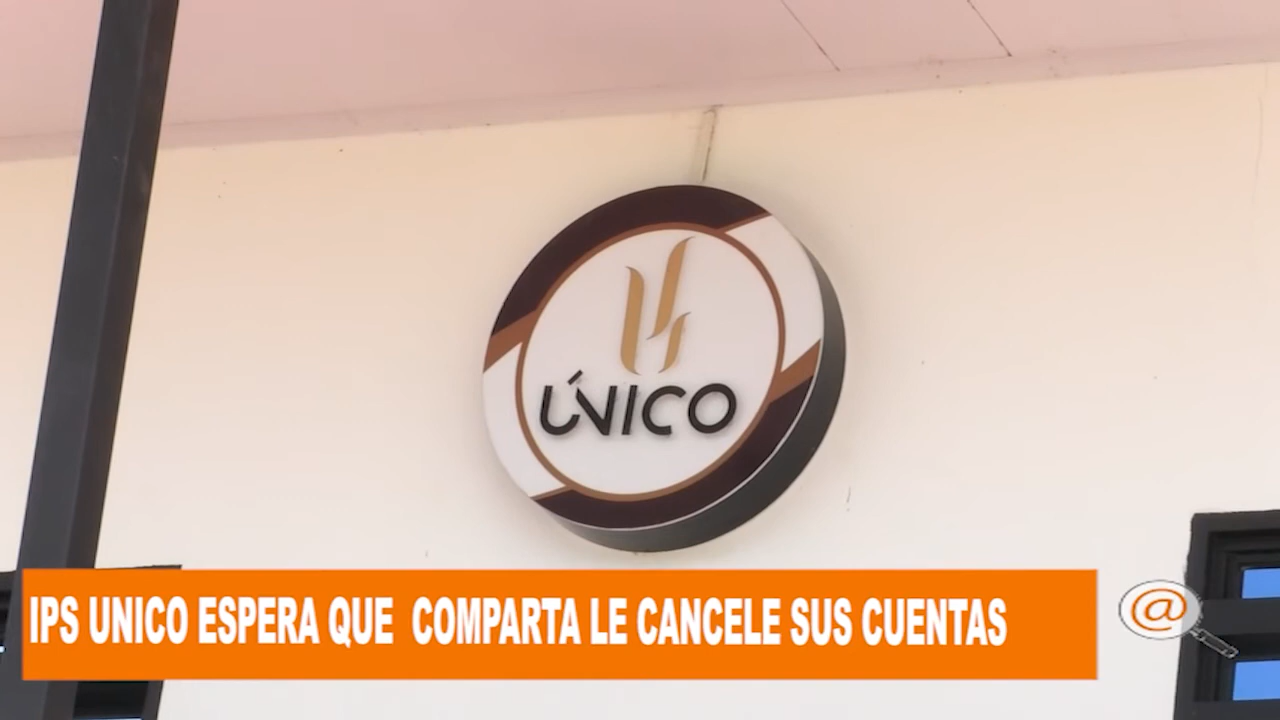 ÚNICO
IPS UNICO ESPERA QUE COMPARTA LE CANCELE SUS CUENTAS
@